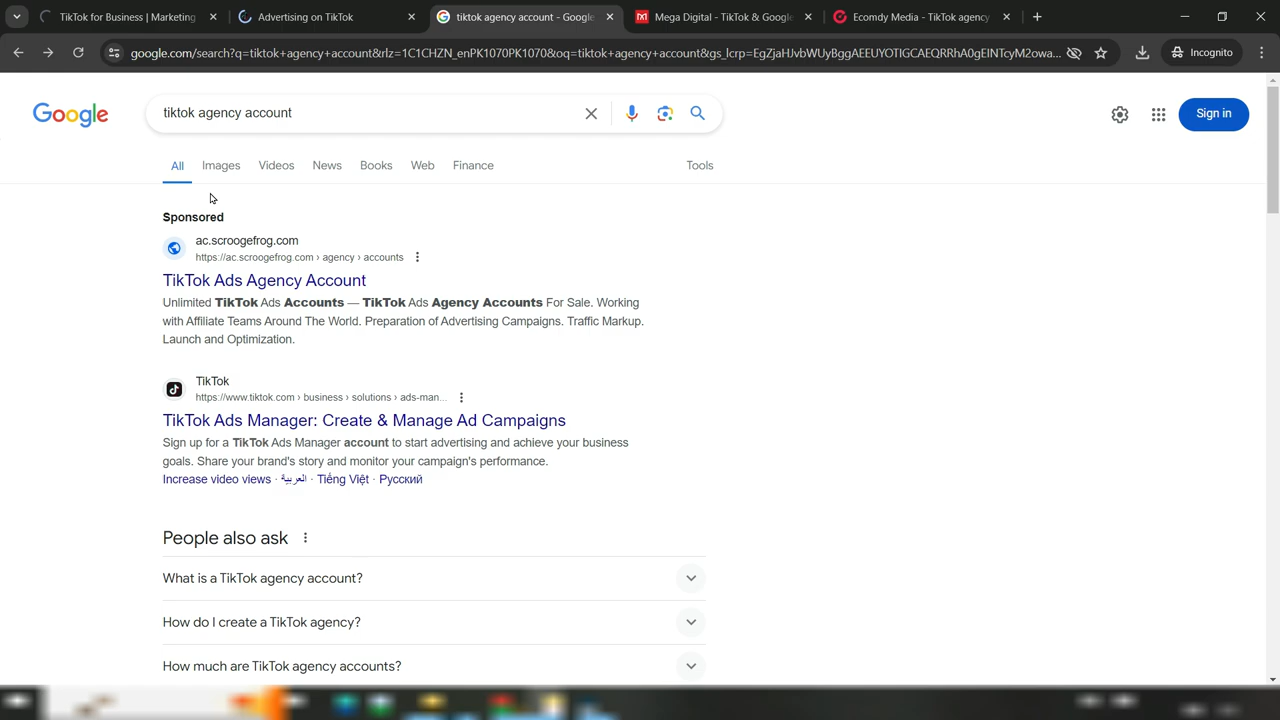 TikTok for Business | Marketing
Advertising on TikTok
tiktok agency account - Google
Mega Digital - TikTok & Google
Ecomdy Media - TikTok agency
google.com/search?q=tiktok+agency+account&rlz=1C1CHZN_enPK1070PK1070&oq=tiktok+agency+account&gs_lcrp=EgZjaHJvbWUyBggAEEUYOTIGCAEQRRhA0gEINTcyM2owa...
Incognito
Google
tiktok agency account
Sign in
All Images Videos News Books Web Finance Tools
Sponsored
ac.scroogefrog.com
https://ac.scroogefrog.com › agency › accounts
TikTok Ads Agency Account
Unlimited TikTok Ads Accounts — TikTok Ads Agency Accounts For Sale. Working
with Affiliate Teams Around The World. Preparation of Advertising Campaigns. Traffic Markup.
Launch and Optimization.
TikTok
https://www.tiktok.com › business › solutions › ads-man...
TikTok Ads Manager: Create & Manage Ad Campaigns
Sign up for a TikTok Ads Manager account to start advertising and achieve your business
goals. Share your brand's story and monitor your campaign's performance.
Increase video views · العربية · Tiếng Việt · Русский
People also ask
What is a TikTok agency account?
How do I create a TikTok agency?
How much are TikTok agency accounts?